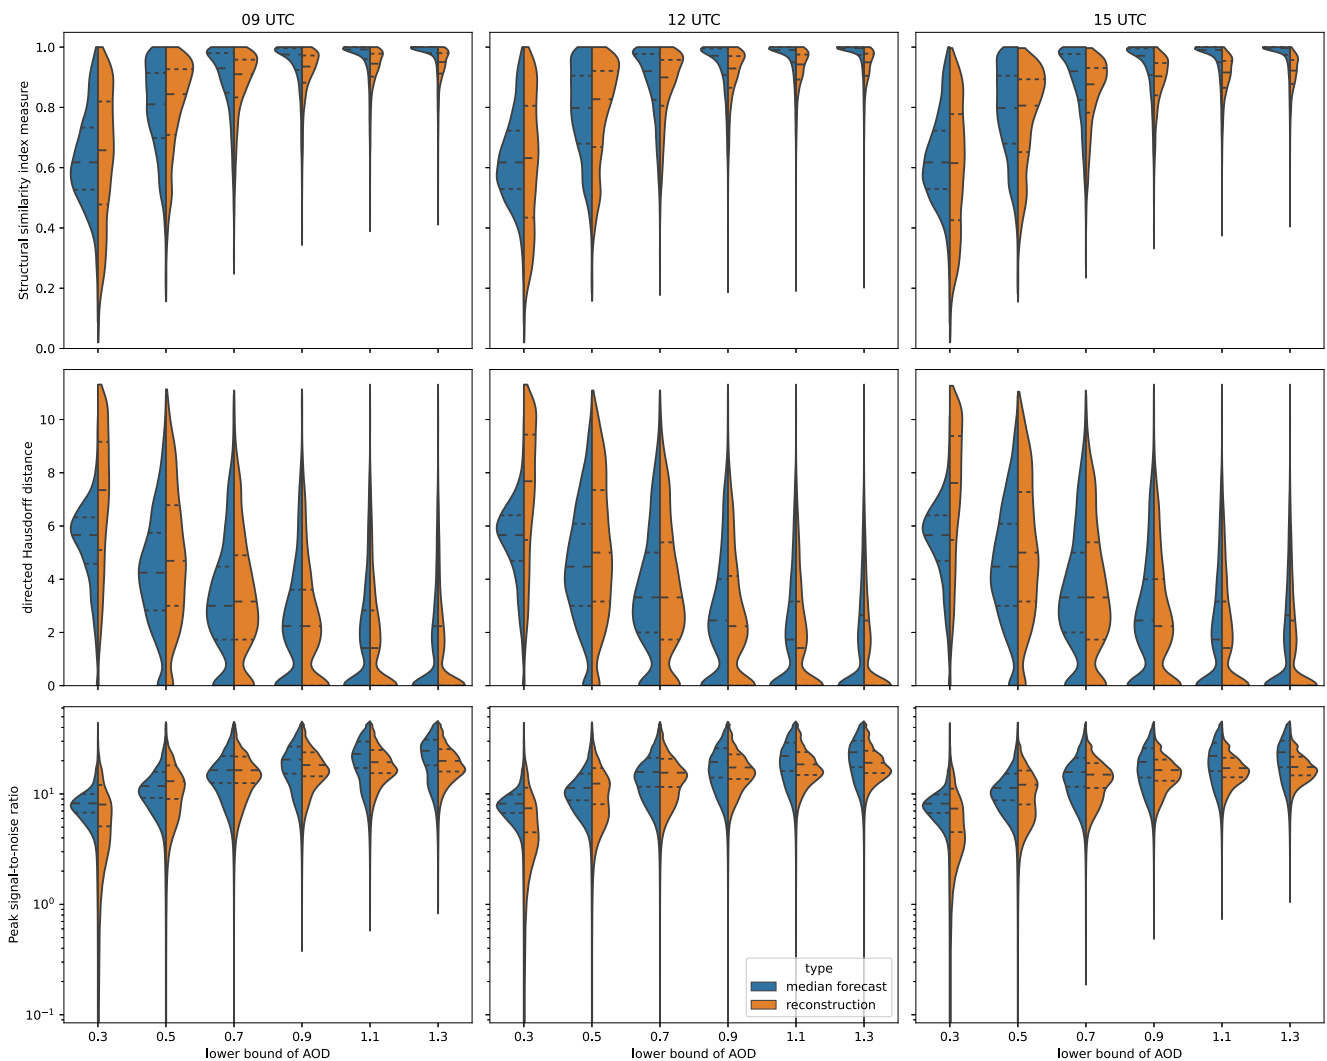 09 UTC
12 UTC
15 UTC
Structural similarity index measure
1.0
0.8
0.6
0.4
0.2
0.0
directed Hausdorff distance
10
8
6
4
2
0
Peak signal-to-noise ratio
10¹
10⁰
10⁻¹
type
median forecast
reconstruction
0.3 0.5 0.7 0.9 1.1 1.3
0.3 0.5 0.7 0.9 1.1 1.3
0.3 0.5 0.7 0.9 1.1 1.3
lower bound of AOD
lower bound of AOD
lower bound of AOD